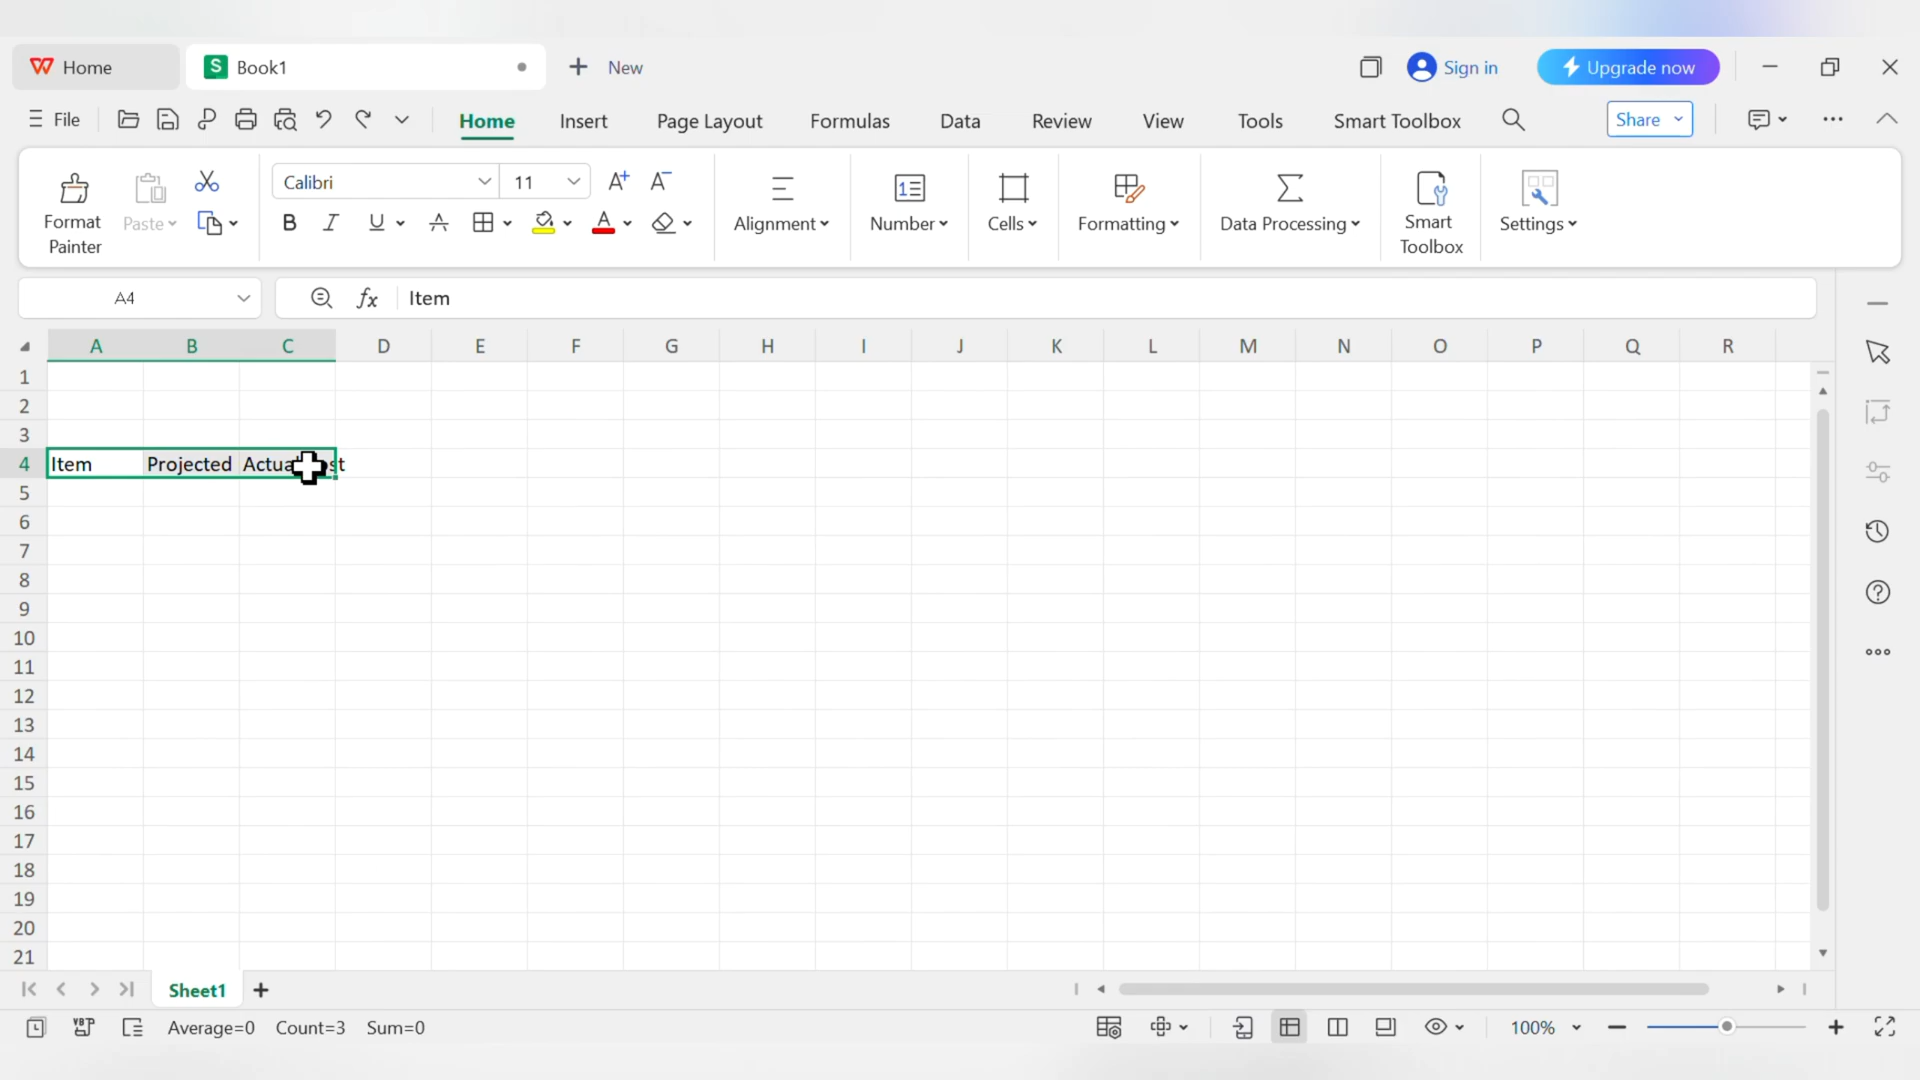 Home
Book1
New
Sign in
Upgrade now
File
Home Insert Page Layout Formulas Data Review View Tools Smart Toolbox
Share
Format Painter
Paste
Calibri
11
B I U A
Alignment
Number
Cells
Formatting
Data Processing
Smart Toolbox
Settings
A4
fx
Item
A B C D E F G H I J K L M N O P Q R
1
2
3
4 Item Projected
5
6
7
8
9
10
11
12
13
14
15
16
17
18
19
20
21
Sheet1
Average=0 Count=3 Sum=0
100%